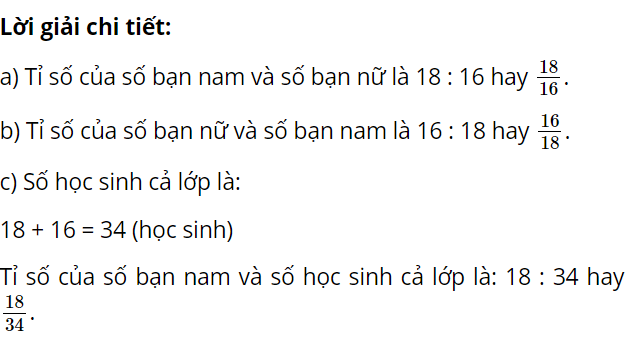 Lời giải chi tiết:
a) Tỉ số của số bạn nam và số bạn nữ là 18 : 16 hay 18/16.
b) Tỉ số của số bạn nữ và số bạn nam là 16 : 18 hay 16/18.
c) Số học sinh cả lớp là:
18 + 16 = 34 (học sinh)
Tỉ số của số bạn nam và số học sinh cả lớp là: 18 : 34 hay
18/34.